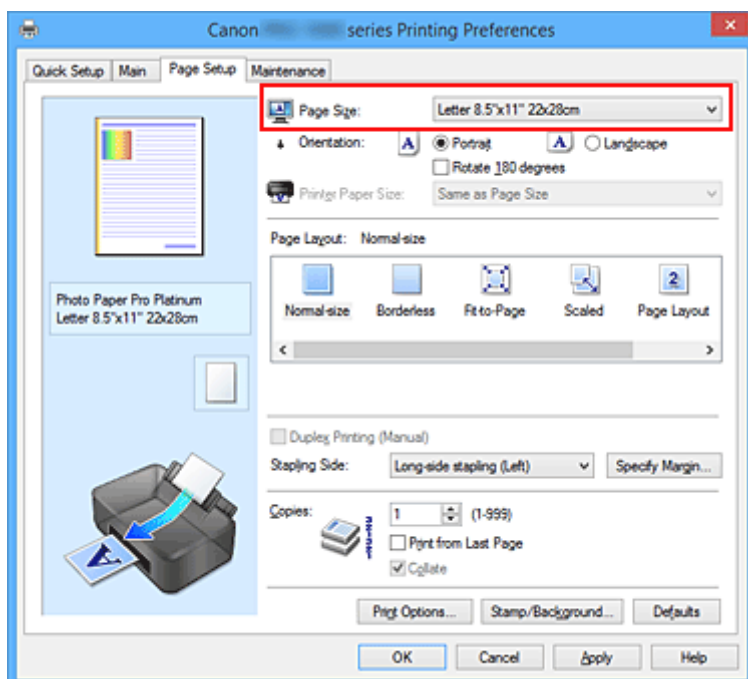 Canon series Printing Preferences
Quick Setup Main Page Setup Maintenance
Page Size: Letter 8.5"x11" 22x28cm
Orientation: A Portrait A Landscape
Rotate 180 degrees
Printer Paper Size: Same as Page Size
Page Layout: Normal-size
Photo Paper Pro Platinum
Letter 8.5"x11" 22x28cm
2
Normal-size Borderless Fit-to-Page Scaled Page Layout
Duplex Printing (Manual)
Stapling Side: Long-side stapling (Left) Specify Margin...
Copies: 1 (1-999)
Print from Last Page
Collate
A
Print Options... Stamp/Background... Defaults
OK Cancel Apply Help